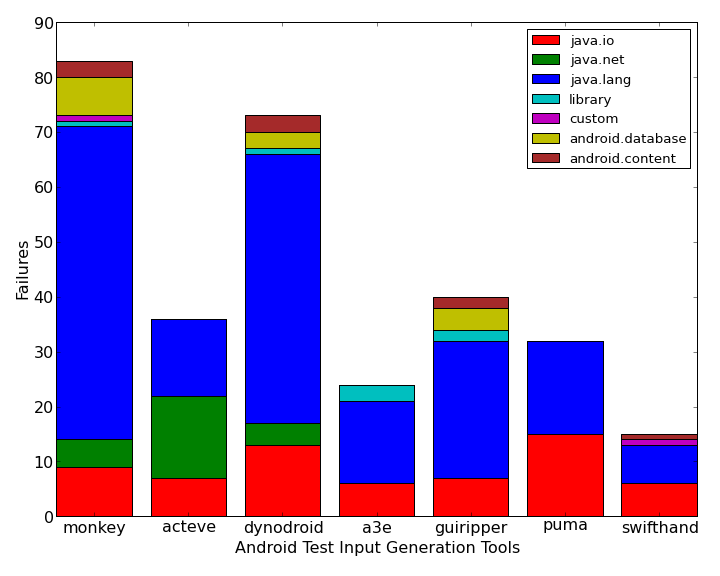 90
80
70
60
50
40
30
20
10
0
Failures
java.io
java.net
java.lang
library
custom
android.database
android.content
monkey acteve dynodroid a3e guiripper puma swifthand
Android Test Input Generation Tools